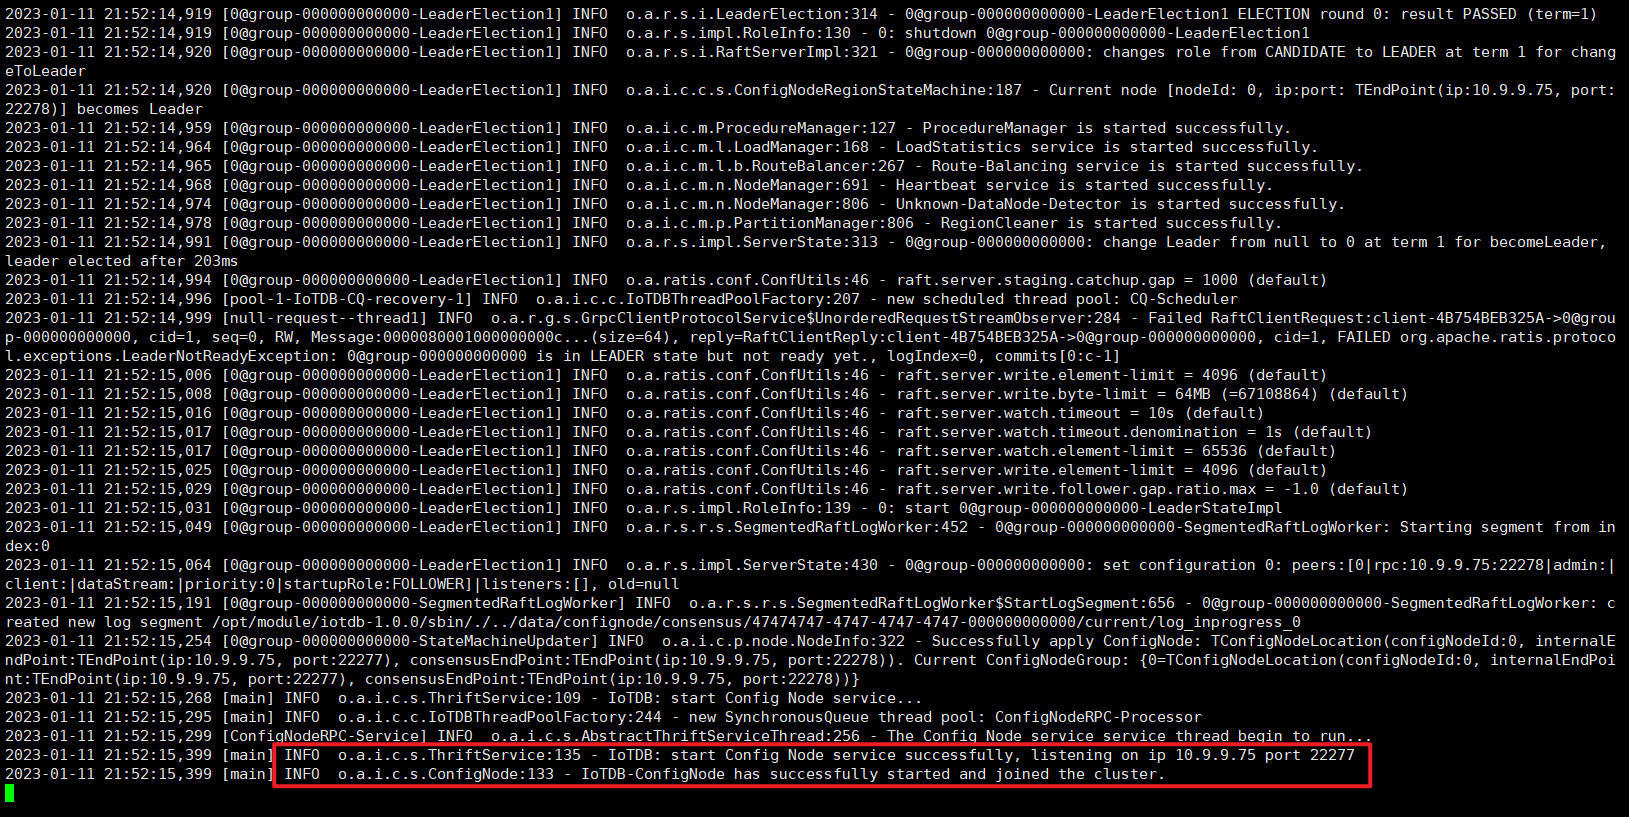 2023-01-11 21:52:14,919 [0@group-000000000000-LeaderElection1] INFO  o.a.r.s.i.LeaderElection:314 - 0@group-000000000000-LeaderElection1 ELECTION round 0: result PASSED (term=1)
2023-01-11 21:52:14,919 [0@group-000000000000-LeaderElection1] INFO  o.a.r.s.impl.RoleInfo:130 - 0: shutdown 0@group-000000000000-LeaderElection1
2023-01-11 21:52:14,920 [0@group-000000000000-LeaderElection1] INFO  o.a.r.s.i.RaftServerImpl:321 - 0@group-000000000000: changes role from CANDIDATE to LEADER at term 1 for chang
eToLeader
2023-01-11 21:52:14,920 [0@group-000000000000-LeaderElection1] INFO  o.a.i.c.c.s.ConfigNodeRegionStateMachine:187 - Current node [nodeId: 0, ip:port: TEndPoint(ip:10.9.9.75, port:
22278)] becomes Leader
2023-01-11 21:52:14,959 [0@group-000000000000-LeaderElection1] INFO  o.a.i.c.m.ProcedureManager:127 - ProcedureManager is started successfully.
2023-01-11 21:52:14,964 [0@group-000000000000-LeaderElection1] INFO  o.a.i.c.m.l.LoadManager:168 - LoadStatistics service is started successfully.
2023-01-11 21:52:14,965 [0@group-000000000000-LeaderElection1] INFO  o.a.i.c.m.l.b.RouteBalancer:267 - Route-Balancing service is started successfully.
2023-01-11 21:52:14,968 [0@group-000000000000-LeaderElection1] INFO  o.a.i.c.m.n.NodeManager:691 - Heartbeat service is started successfully.
2023-01-11 21:52:14,974 [0@group-000000000000-LeaderElection1] INFO  o.a.i.c.m.n.NodeManager:806 - Unknown-DataNode-Detector is started successfully.
2023-01-11 21:52:14,978 [0@group-000000000000-LeaderElection1] INFO  o.a.i.c.m.p.PartitionManager:806 - RegionCleaner is started successfully.
2023-01-11 21:52:14,991 [0@group-000000000000-LeaderElection1] INFO  o.a.r.s.impl.ServerState:313 - 0@group-000000000000: change Leader from null to 0 at term 1 for becomeLeader,
leader elected after 203ms
2023-01-11 21:52:14,994 [0@group-000000000000-LeaderElection1] INFO  o.a.ratis.conf.ConfUtils:46 - raft.server.staging.catchup.gap = 1000 (default)
2023-01-11 21:52:14,996 [pool-1-IoTDB-CQ-recovery-1] INFO  o.a.i.c.c.IoTDBThreadPoolFactory:207 - new scheduled thread pool: CQ-Scheduler
2023-01-11 21:52:14,999 [null-request--thread1] INFO  o.a.r.g.s.GrpcClientProtocolService$UnorderedRequestStreamObserver:284 - Failed RaftClientRequest:client-4B754BEB325A->0@grou
p-000000000000, cid=1, seq=0, RW, Message:0000080001000000000c...(size=64), reply=RaftClientReply:client-4B754BEB325A->0@group-000000000000, cid=1, FAILED org.apache.ratis.protoco
l.exceptions.LeaderNotReadyException: 0@group-000000000000 is in LEADER state but not ready yet., logIndex=0, commits[0:c-1]
2023-01-11 21:52:15,006 [0@group-000000000000-LeaderElection1] INFO  o.a.ratis.conf.ConfUtils:46 - raft.server.write.element-limit = 4096 (default)
2023-01-11 21:52:15,008 [0@group-000000000000-LeaderElection1] INFO  o.a.ratis.conf.ConfUtils:46 - raft.server.write.byte-limit = 64MB (=67108864) (default)
2023-01-11 21:52:15,016 [0@group-000000000000-LeaderElection1] INFO  o.a.ratis.conf.ConfUtils:46 - raft.server.watch.timeout = 10s (default)
2023-01-11 21:52:15,017 [0@group-000000000000-LeaderElection1] INFO  o.a.ratis.conf.ConfUtils:46 - raft.server.watch.timeout.denomination = 1s (default)
2023-01-11 21:52:15,017 [0@group-000000000000-LeaderElection1] INFO  o.a.ratis.conf.ConfUtils:46 - raft.server.watch.element-limit = 65536 (default)
2023-01-11 21:52:15,025 [0@group-000000000000-LeaderElection1] INFO  o.a.ratis.conf.ConfUtils:46 - raft.server.write.element-limit = 4096 (default)
2023-01-11 21:52:15,029 [0@group-000000000000-LeaderElection1] INFO  o.a.ratis.conf.ConfUtils:46 - raft.server.write.follower.gap.ratio.max = -1.0 (default)
2023-01-11 21:52:15,031 [0@group-000000000000-LeaderElection1] INFO  o.a.r.s.impl.RoleInfo:139 - 0: start 0@group-000000000000-LeaderStateImpl
2023-01-11 21:52:15,049 [0@group-000000000000-LeaderElection1] INFO  o.a.r.s.r.s.SegmentedRaftLogWorker:452 - 0@group-000000000000-SegmentedRaftLogWorker: Starting segment from in
dex:0
2023-01-11 21:52:15,064 [0@group-000000000000-LeaderElection1] INFO  o.a.r.s.impl.ServerState:430 - 0@group-000000000000: set configuration 0: peers:[0|rpc:10.9.9.75:22278|admin:|
client:|dataStream:|priority:0|startupRole:FOLLOWER]|listeners:[], old=null
2023-01-11 21:52:15,191 [0@group-000000000000-SegmentedRaftLogWorker] INFO  o.a.r.s.r.s.SegmentedRaftLogWorker$StartLogSegment:656 - 0@group-000000000000-SegmentedRaftLogWorker: c
reated new log segment /opt/module/iotdb-1.0.0/sbin/./../data/confignode/consensus/47474747-4747-4747-4747-000000000000/current/log_inprogress_0
2023-01-11 21:52:15,254 [0@group-000000000000-StateMachineUpdater] INFO  o.a.i.c.p.node.NodeInfo:322 - Successfully apply ConfigNode: TConfigNodeLocation(configNodeId:0, internalE
ndPoint:TEndPoint(ip:10.9.9.75, port:22277), consensusEndPoint:TEndPoint(ip:10.9.9.75, port:22278)). Current ConfigNodeGroup: {0=TConfigNodeLocation(configNodeId:0, internalEndPoi
nt:TEndPoint(ip:10.9.9.75, port:22277), consensusEndPoint:TEndPoint(ip:10.9.9.75, port:22278))}
2023-01-11 21:52:15,268 [main] INFO  o.a.i.c.s.ThriftService:109 - IoTDB: start Config Node service...
2023-01-11 21:52:15,295 [main] INFO  o.a.i.c.c.IoTDBThreadPoolFactory:244 - new SynchronousQueue thread pool: ConfigNodeRPC-Processor
2023-01-11 21:52:15,299 [ConfigNodeRPC-Service] INFO  o.a.i.c.s.AbstractThriftServiceThread:256 - The Config Node service service thread begin to run...
2023-01-11 21:52:15,399 [main] INFO  o.a.i.c.s.ThriftService:135 - IoTDB: start Config Node service successfully, listening on ip 10.9.9.75 port 22277
2023-01-11 21:52:15,399 [main] INFO  o.a.i.c.s.ConfigNode:133 - IoTDB-ConfigNode has successfully started and joined the cluster.